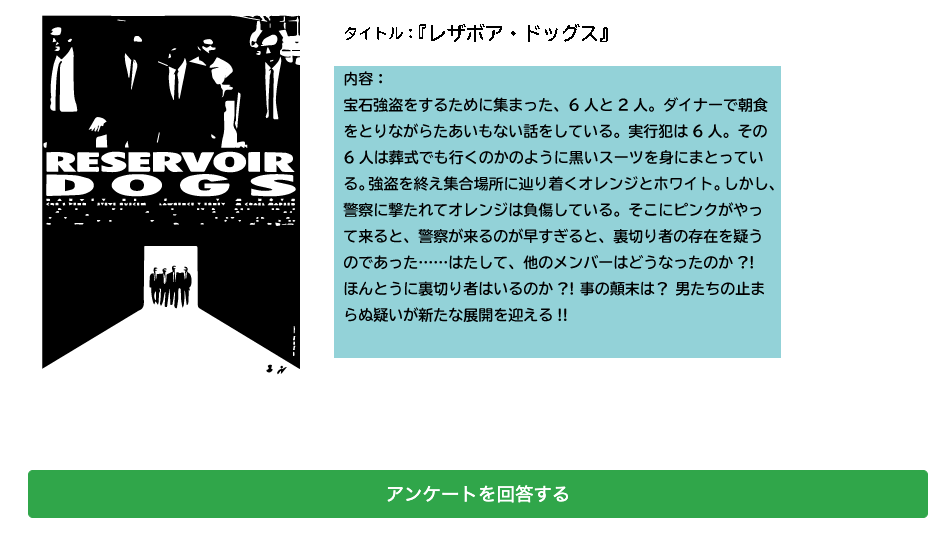 タイトル：『レザボア・ドッグス』
内容：
宝石強盗をするために集まった、6人と2人。ダイナーで朝食
をとりながらたあいもない話をしている。実行犯は6人。その
6人は葬式でも行くのかのように黒いスーツを身にまとってい
る。強盗を終え集合場所に辿り着くオレンジとホワイト。しかし、
警察に撃たれてオレンジは負傷している。そこにピンクがやっ
て来ると、警察が来るのが早すぎると、裏切り者の存在を疑う
のであった……はたして、他のメンバーはどうなったのか?!
ほんとうに裏切り者はいるのか?! 事の顛末は？ 男たちの止ま
らぬ疑いが新たな展開を迎える!!
RESERVOIR
DOGS
アンケートを回答する